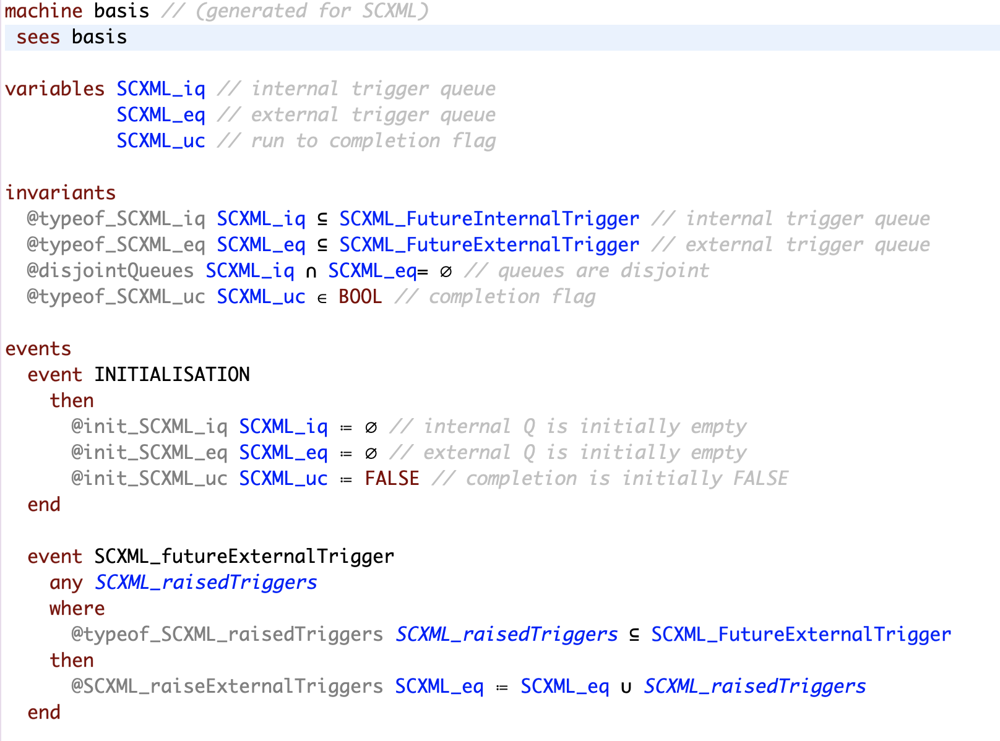 machine basis // (generated for SCXML)
sees basis
variables SCXML_iq // internal trigger queue
SCXML_eq // external trigger queue
SCXML_uc // run to completion flag
invariants
@typeof_SCXML_iq SCXML_iq ⊆ SCXML_FutureInternalTrigger // internal trigger queue
@typeof_SCXML_eq SCXML_eq ⊆ SCXML_FutureExternalTrigger // external trigger queue
@disjointQueues SCXML_iq ∩ SCXML_eq= ∅ // queues are disjoint
@typeof_SCXML_uc SCXML_uc ∈ BOOL // completion flag
events
event INITIALISATION
then
@init_SCXML_iq SCXML_iq ≔ ∅ // internal Q is initially empty
@init_SCXML_eq SCXML_eq ≔ ∅ // external Q is initially empty
@init_SCXML_uc SCXML_uc ≔ FALSE // completion is initially FALSE
end
event SCXML_futureExternalTrigger
any SCXML_raisedTriggers
where
@typeof_SCXML_raisedTriggers SCXML_raisedTriggers ⊆ SCXML_FutureExternalTrigger
then
@SCXML_raiseExternalTriggers SCXML_eq ≔ SCXML_eq ∪ SCXML_raisedTriggers
end